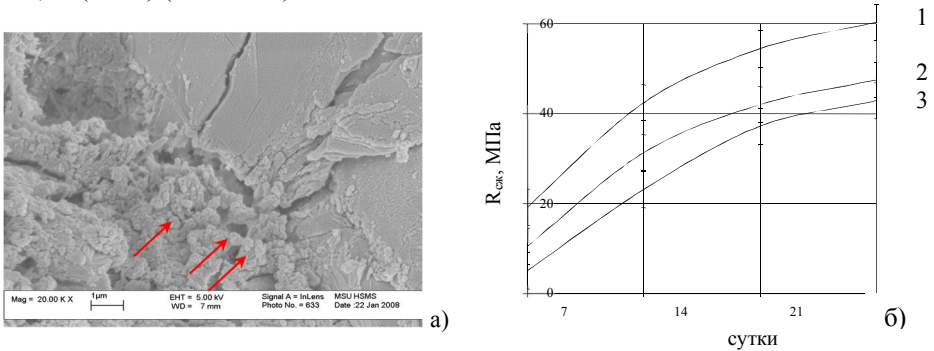 Mag = 20.00 K X
1µm
EHT = 5.00 kV
WD = 7 mm
Signal A = InLens
Photo No. = 633
MSU HSMS
Date :22 Jan 2008
а)
Rсж, МПа
60
40
20
0
7 14 21
сутки
1
2
3
б)